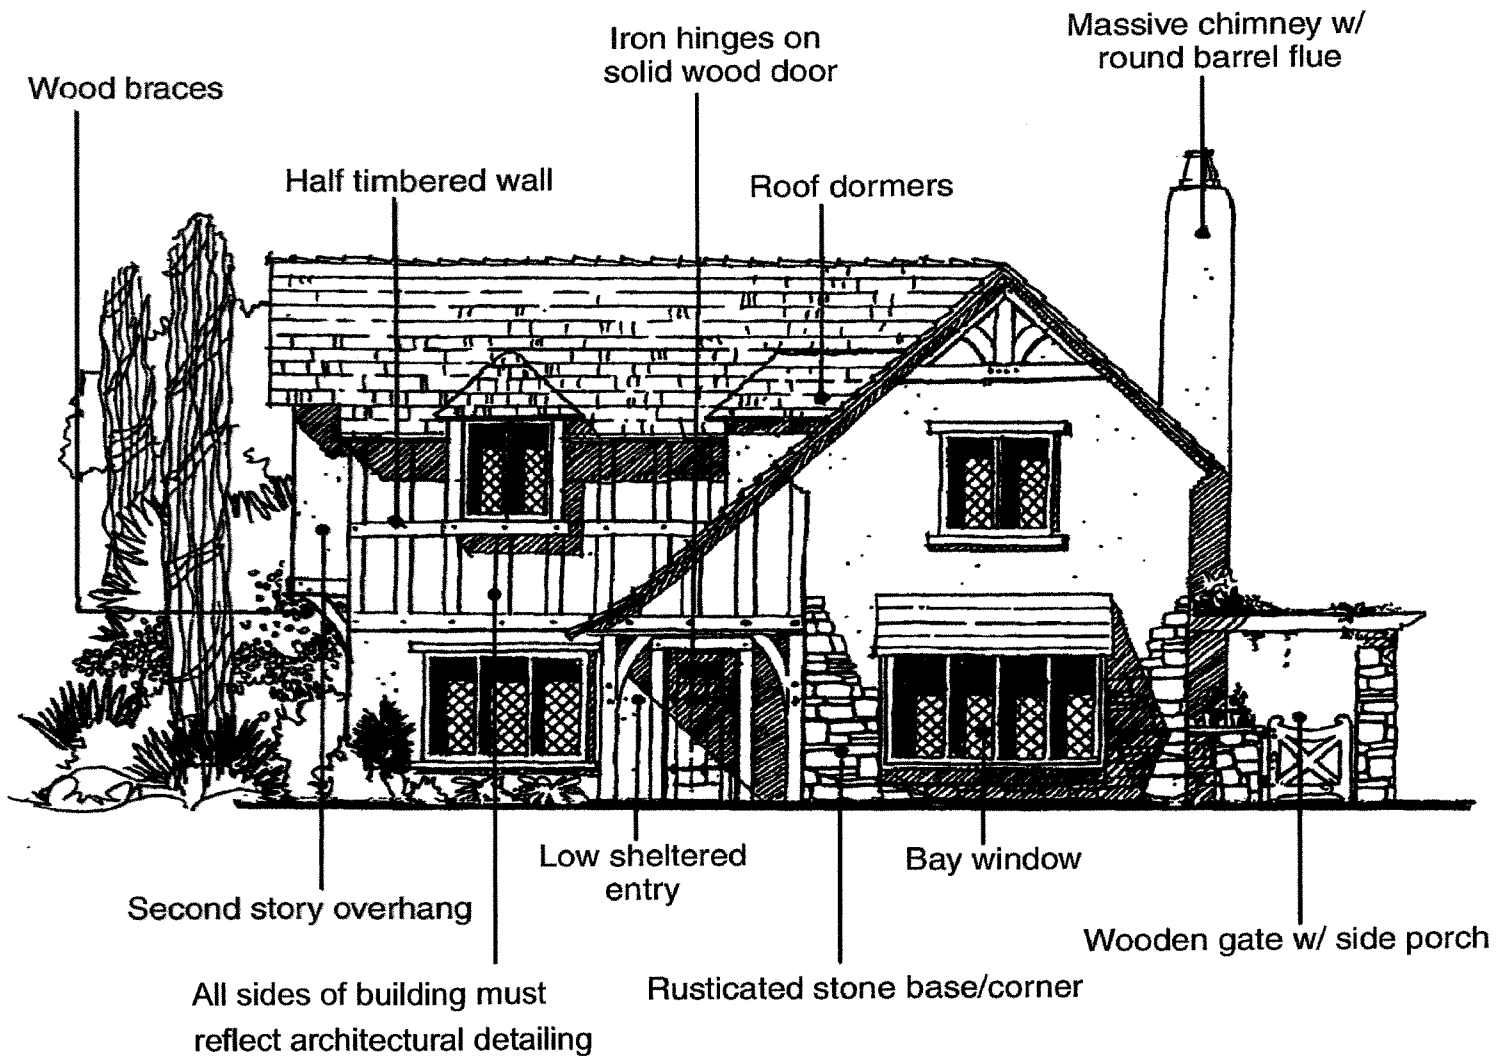 Massive chimney w/
round barrel flue
Iron hinges on
solid wood door
Wood braces
Half timbered wall
Roof dormers
Low sheltered
entry
Bay window
Second story overhang
Wooden gate w/ side porch
All sides of building must
reflect architectural detailing
Rusticated stone base/corner